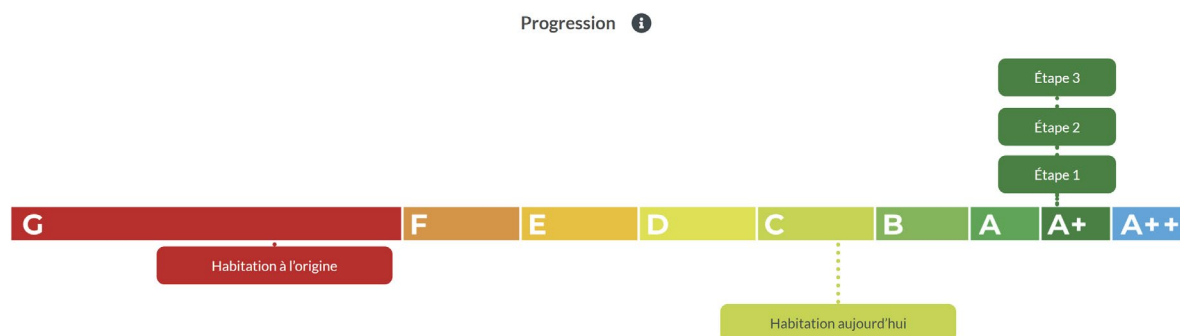 Progression i
Étape 3
Étape 2
Étape 1
G F E D C B A A+ A++
Habitation à l'origine
Habitation aujourd'hui